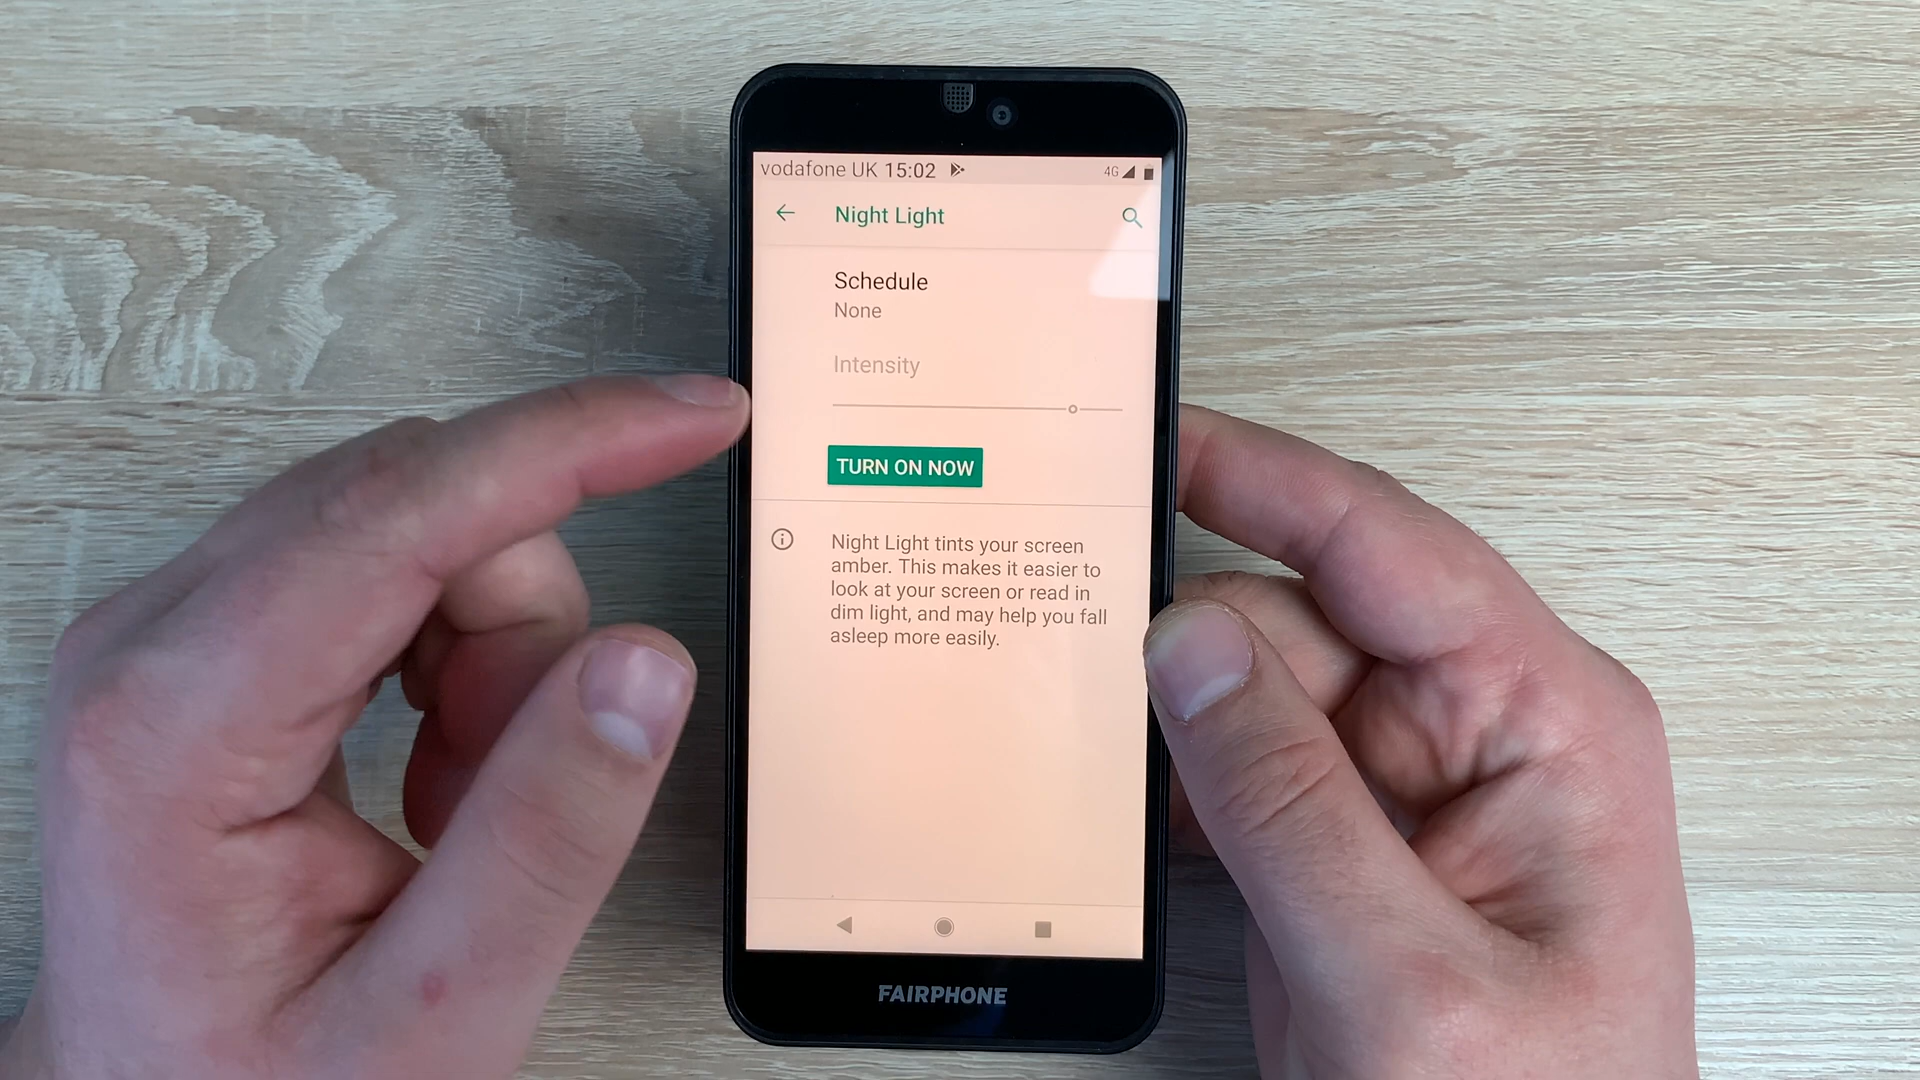 vodafone UK 15:02
4G
Night Light
Schedule
None
Intensity
TURN ON NOW
Night Light tints your screen
amber. This makes it easier to
look at your screen or read in
dim light, and may help you fall
asleep more easily.
FAIRPHONE